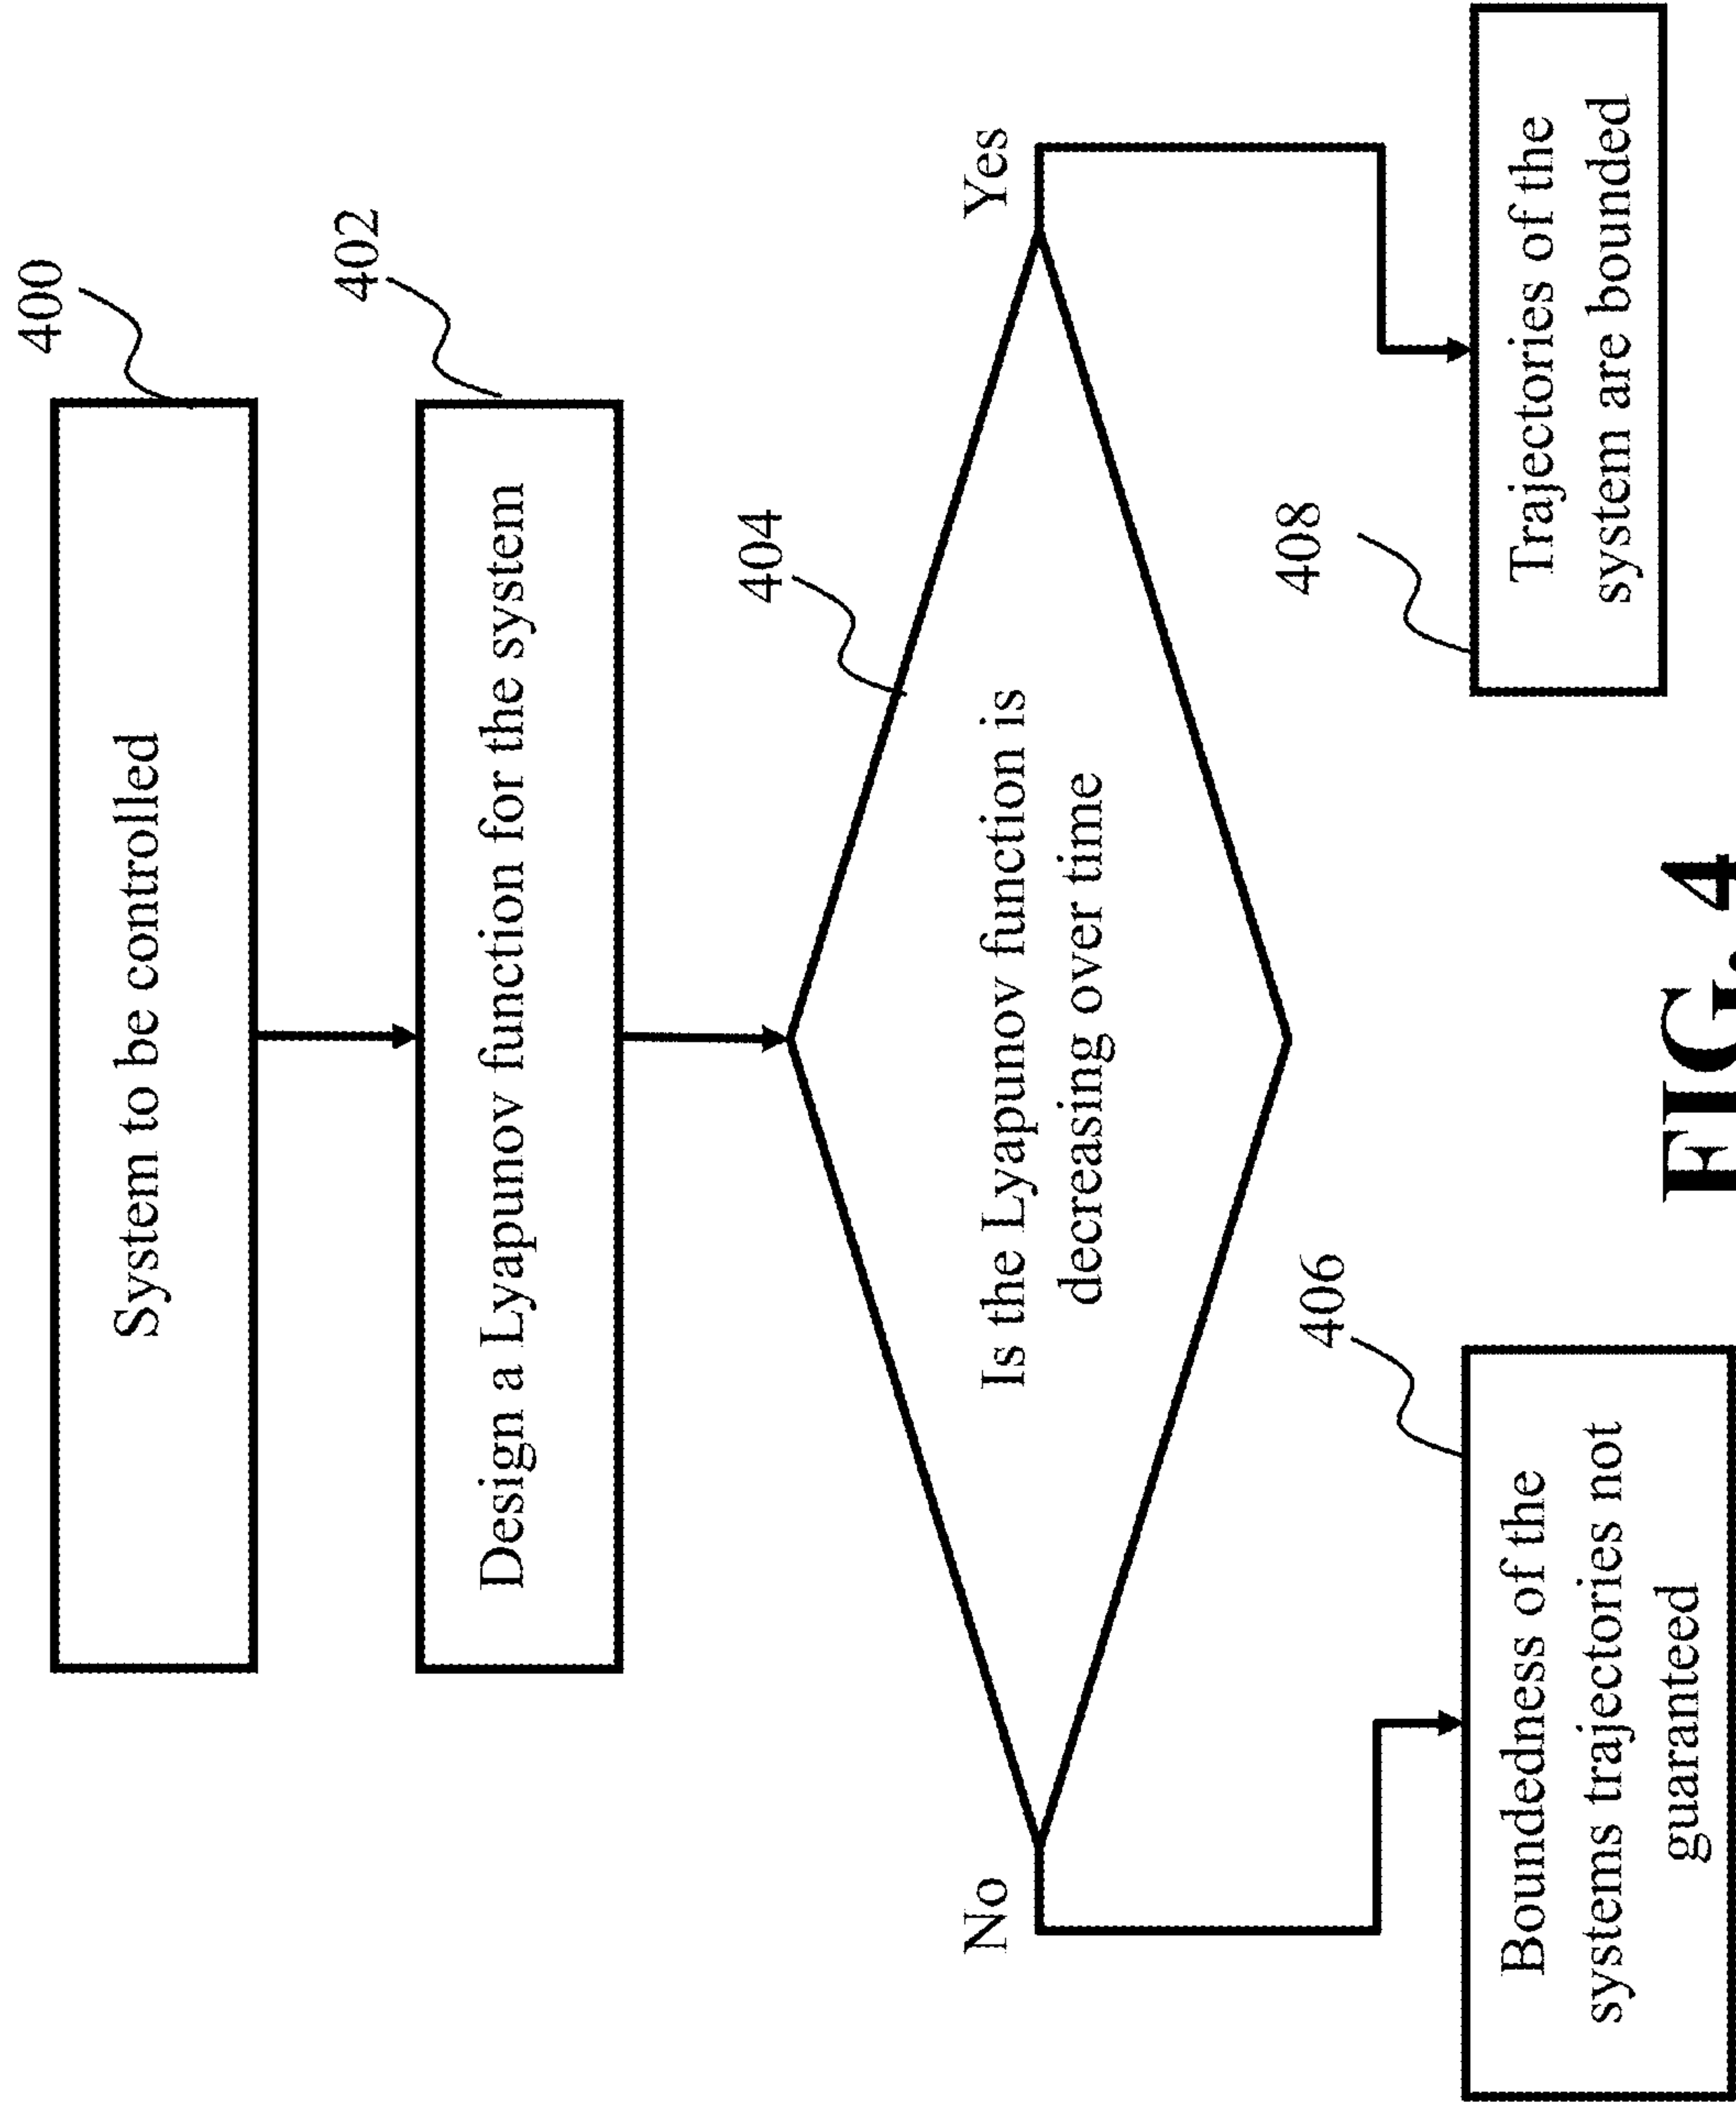 400
System to be controlled
402
Design a Lyapunov function for the system
404
Is the Lyapunov function is
decreasing over time
No
Yes
406
Boundedness of the
systems trajectories not
guaranteed
408
Trajectories of the
system are bounded
FIG. 4